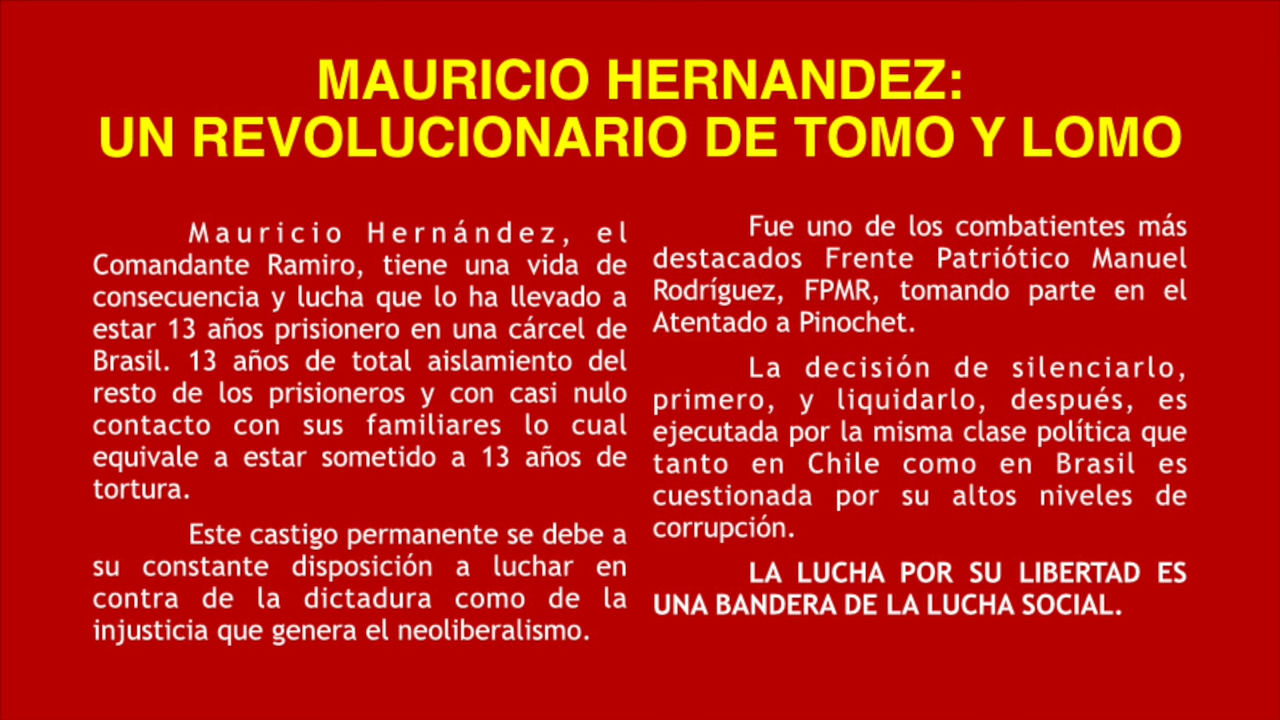 MAURICIO HERNANDEZ:
UN REVOLUCIONARIO DE TOMO Y LOMO
Mauricio Hernández, el
Comandante Ramiro, tiene una vida de
consecuencia y lucha que lo ha llevado a
estar 13 años prisionero en una cárcel de
Brasil. 13 años de total aislamiento del
resto de los prisioneros y con casi nulo
contacto con sus familiares lo cual
equivale a estar sometido a 13 años de
tortura.
Este castigo permanente se debe a
su constante disposición a luchar en
contra de la dictadura como de la
injusticia que genera el neoliberalismo.
Fue uno de los combatientes más
destacados Frente Patriótico Manuel
Rodríguez, FPMR, tomando parte en el
Atentado a Pinochet.
La decisión de silenciarlo,
primero, y liquidarlo, después, es
ejecutada por la misma clase política que
tanto en Chile como en Brasil es
cuestionada por su altos niveles de
corrupción.
LA LUCHA POR SU LIBERTAD ES
UNA BANDERA DE LA LUCHA SOCIAL.